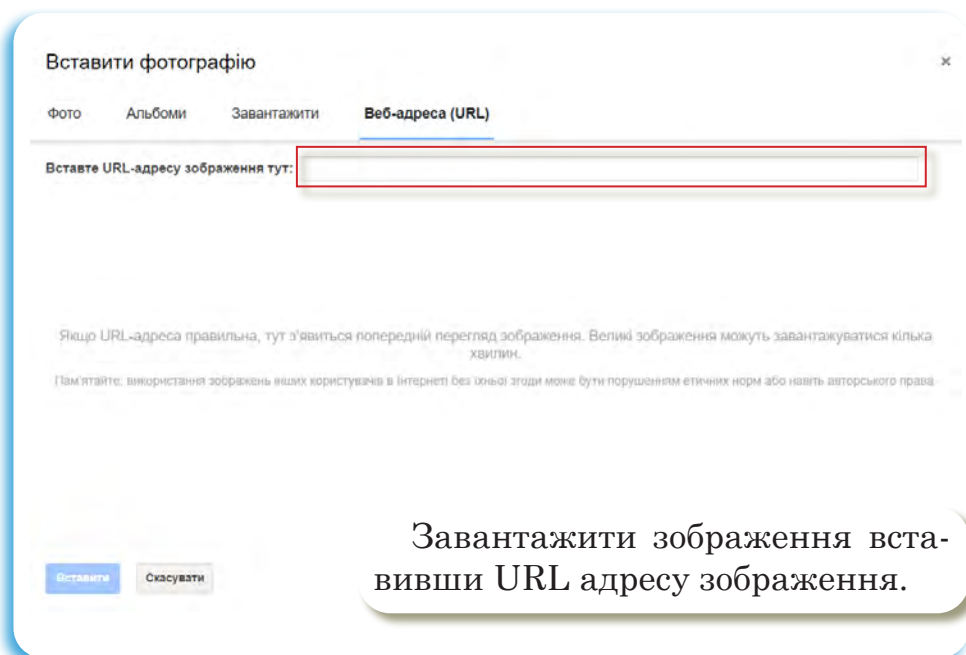 Вставити фотографію ×
Фото Альбоми Завантажити Веб-адреса (URL)
Вставте URL-адресу зображення тут:
Якщо URL-адреса правильна, тут з'явиться попередній перегляд зображення. Великі зображення можуть завантажуватися кілька
хвилин.
Пам'ятайте: використання зображень інших користувачів в Інтернеті без їхньої згоди може бути порушенням етичних норм або навіть авторського права
Завантажити зображення вста-
вивши URL адресу зображення.
Вставити Скасувати